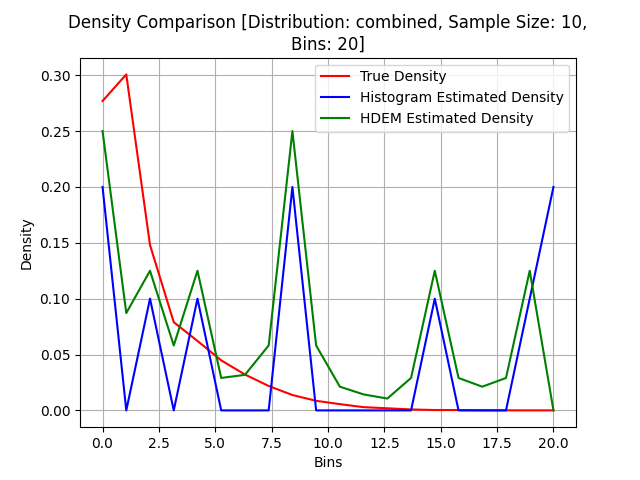 Density Comparison [Distribution: combined, Sample Size: 10,
Bins: 20]
True Density
Histogram Estimated Density
HDEM Estimated Density
Density
0.30
0.25
0.20
0.15
0.10
0.05
0.00
0.0 2.5 5.0 7.5 10.0 12.5 15.0 17.5 20.0
Bins